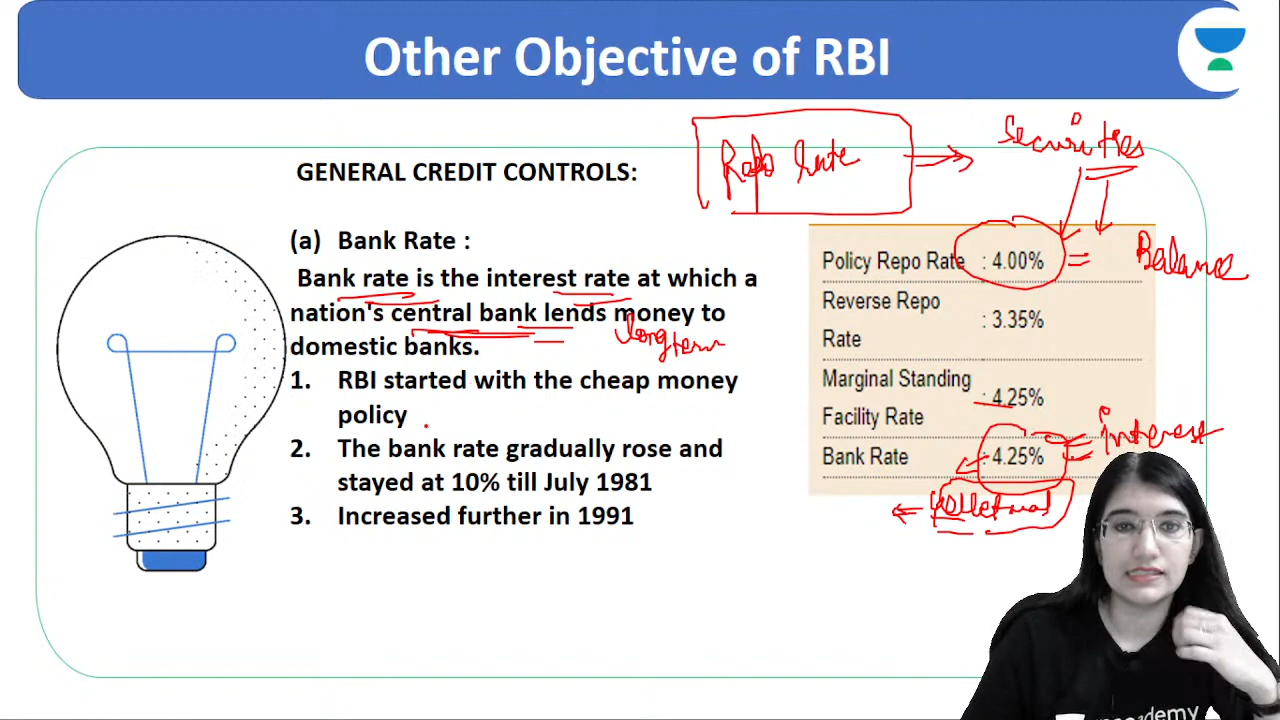 Other Objective of RBI
GENERAL CREDIT CONTROLS:
Repo Rate
Securities
(a) Bank Rate :
Bank rate is the interest rate at which a
nation's central bank lends money to
long term
domestic banks.
1. RBI started with the cheap money
policy
2. The bank rate gradually rose and
stayed at 10% till July 1981
3. Increased further in 1991
Policy Repo Rate : 4.00% =
Balance
Reverse Repo
Rate : 3.35%
Marginal Standing
Facility Rate : 4.25%
Bank Rate : 4.25%
interest